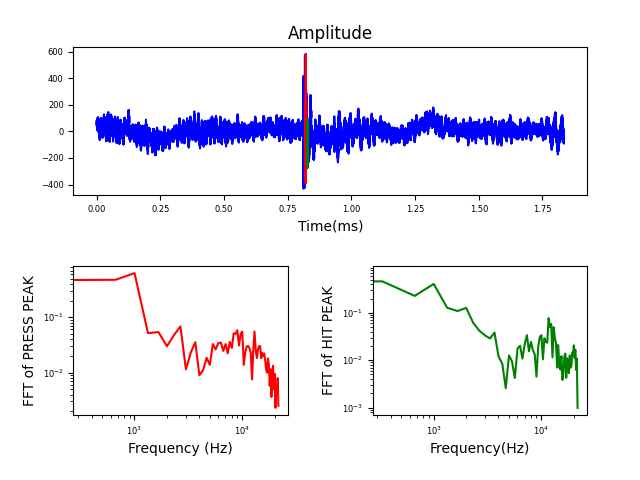 Amplitude
600
400
200
0
−200
−400
0.00 0.25 0.50 0.75 1.00 1.25 1.50 1.75
Time(ms)
FFT of PRESS PEAK
10⁻¹
10⁻²
10³ 10⁴
Frequency (Hz)
FFT of HIT PEAK
10⁻¹
10⁻²
10⁻³
10³ 10⁴
Frequency(Hz)